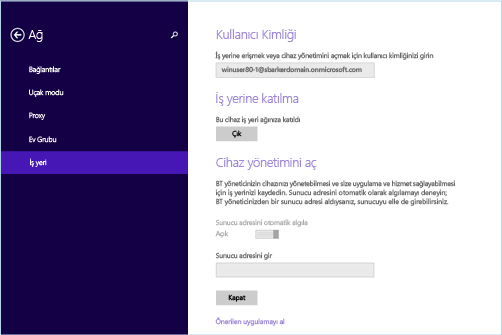 Ağ
Bağlantılar
Uçak modu
Proxy
Ev Grubu
İş yeri
Kullanıcı Kimliği
İş yerine erişmek veya cihaz yönetimini açmak için kullanıcı kimliğinizi girin
winuser80-1@sbarkerdomain.onmicrosoft.com
İş yerine katılma
Bu cihaz iş yeri ağınıza katıldı
Çık
Cihaz yönetimini aç
BT yöneticinizin cihazınızı yönetebilmesi ve size uygulama ve hizmet sağlayabilmesi
için iş yerinizi kaydedin. Sunucu adresini otomatik olarak algılamayı deneyin;
BT yöneticinizden bir sunucu adresi aldıysanız, sunucuyu elle de girebilirsiniz.
Sunucu adresini otomatik algıla
Açık
Sunucu adresini gir
Kapat
Önerilen uygulamayı al